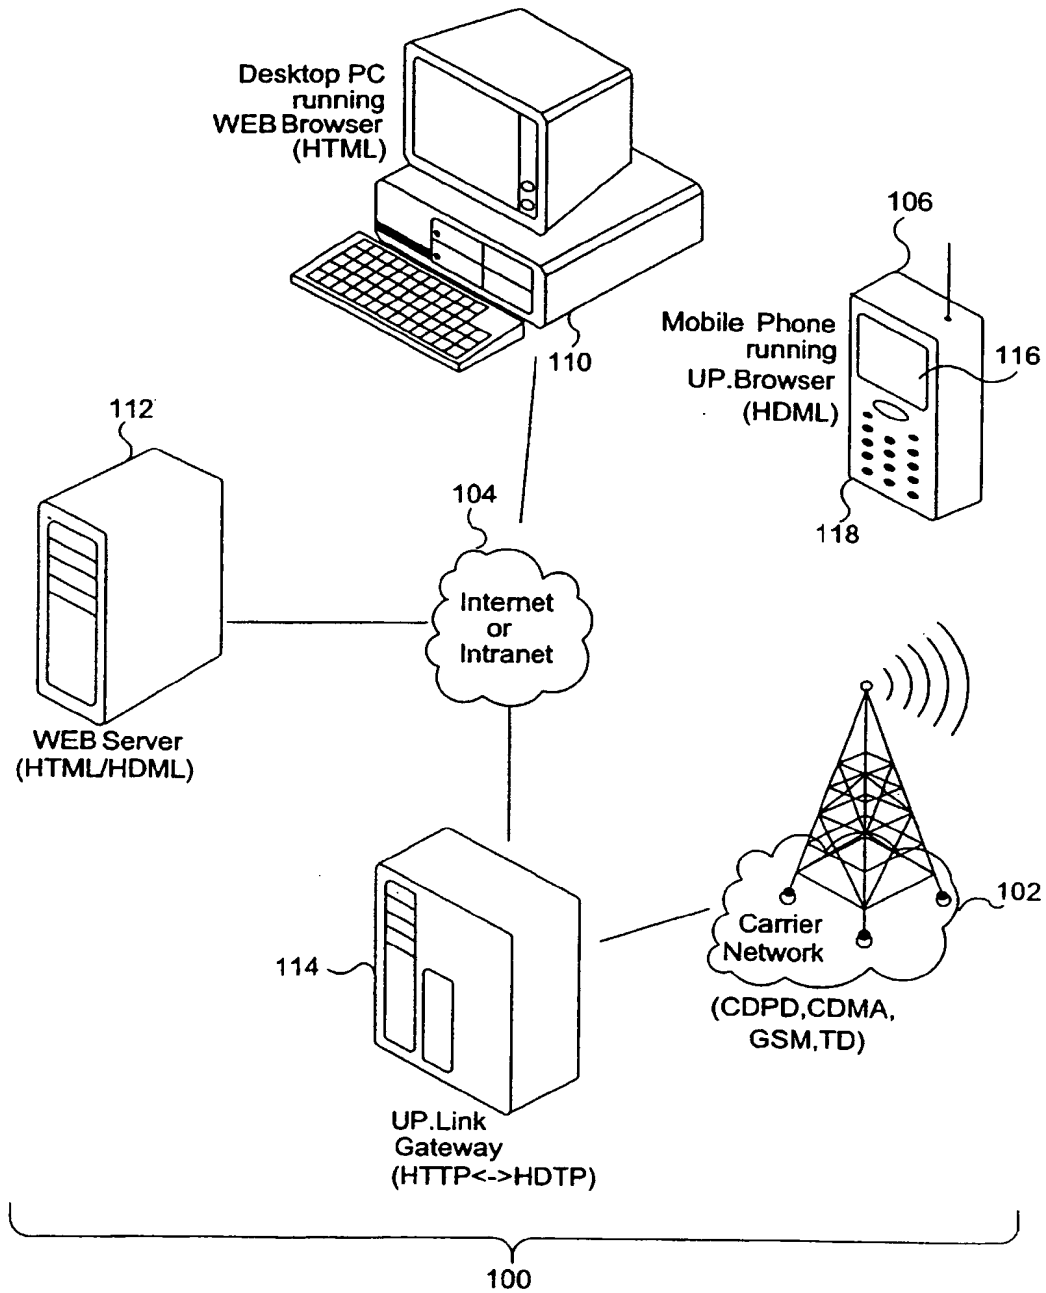 Desktop PC
running
WEB Browser
(HTML)
110
106
Mobile Phone
running
UP.Browser
(HDML)
116
118
112
104
Internet
or
Intranet
WEB Server
(HTML/HDML)
102
Carrier
Network
(CDPD,CDMA,
GSM,TD)
114
UP.Link
Gateway
(HTTP<->HDTP)
100